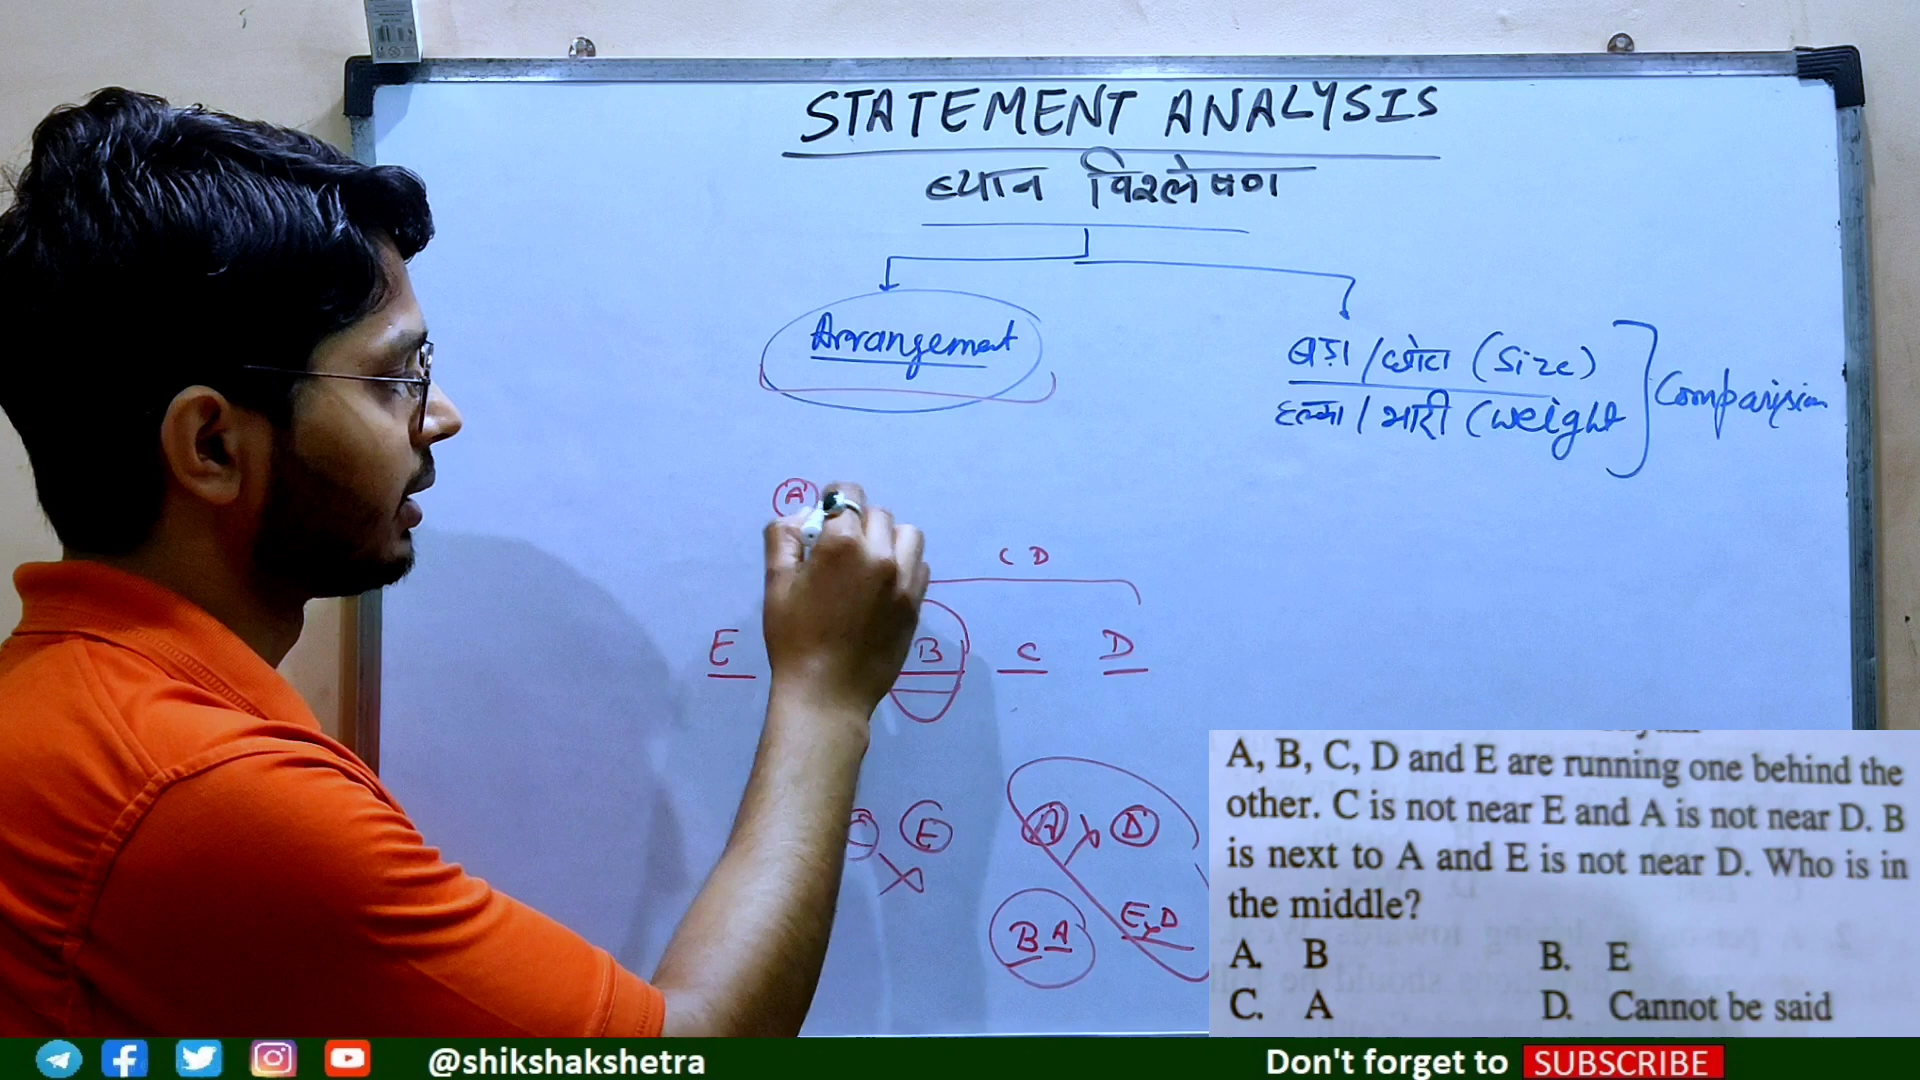 STATEMENT ANALYSIS
ध्यान विश्लेषण
Arrangement
बड़ा / छोटा (Size)
हल्का / भारी (Weight
Comparision
A
C D
E B C D
E
A D
B A
E D
A, B, C, D and E are running one behind the
other. C is not near E and A is not near D. B
is next to A and E is not near D. Who is in
the middle?
A. B B. E
C. A D. Cannot be said
@shikshakshetra
Don't forget to SUBSCRIBE